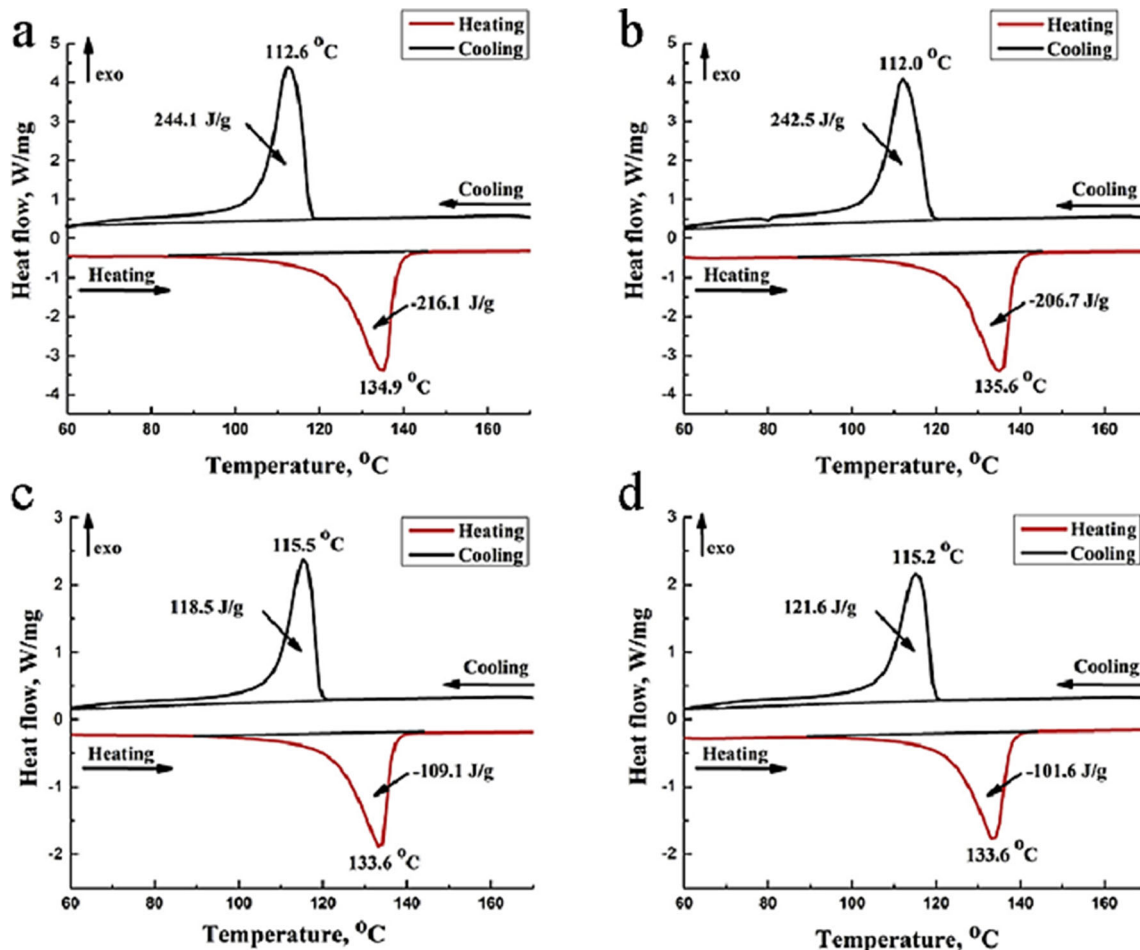 a
Heating
Cooling
exo
112.6 °C
244.1 J/g
Cooling
Heating
-216.1 J/g
134.9 °C
Heat flow, W/mg
5
4
3
2
1
0
-1
-2
-3
-4
60 80 100 120 140 160
Temperature, °C
b
Heating
Cooling
exo
112.0 °C
242.5 J/g
Cooling
Heating
-206.7 J/g
135.6 °C
Heat flow, W/mg
5
4
3
2
1
0
-1
-2
-3
-4
60 80 100 120 140 160
Temperature, °C
c
Heating
Cooling
exo
115.5 °C
118.5 J/g
Cooling
Heating
-109.1 J/g
133.6 °C
Heat flow, W/mg
3
2
1
0
-1
-2
60 80 100 120 140 160
Temperature, °C
d
Heating
Cooling
exo
115.2 °C
121.6 J/g
Cooling
Heating
-101.6 J/g
133.6 °C
Heat flow, W/mg
3
2
1
0
-1
-2
60 80 100 120 140 160
Temperature, °C